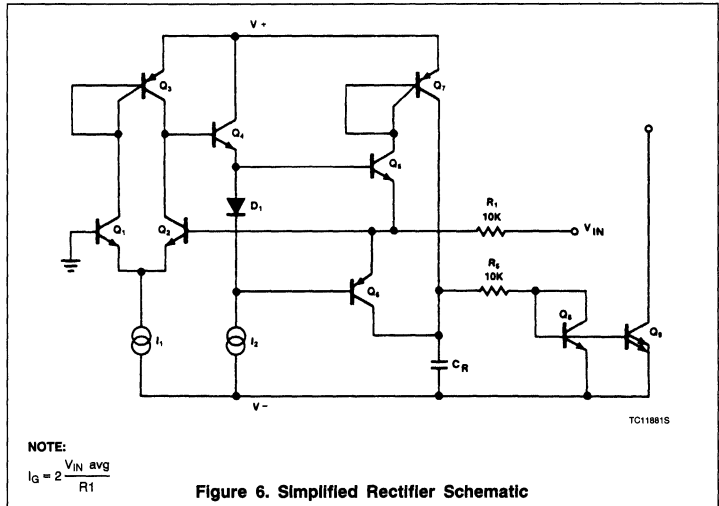 V +
Q3
Q7
Q4
Q5
D1
R1
10K
VIN
Q1
Q2
R5
10K
Q6
Q8
Q9
I1
I2
CR
V −
TC11881S
NOTE:
IG = 2 VIN avg
R1
Figure 6. Simplified Rectifier Schematic